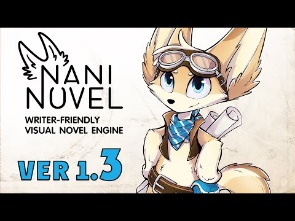 NANI
NOVEL
WRITER-FRIENDLY
VISUAL NOVEL ENGINE
VER 1.3